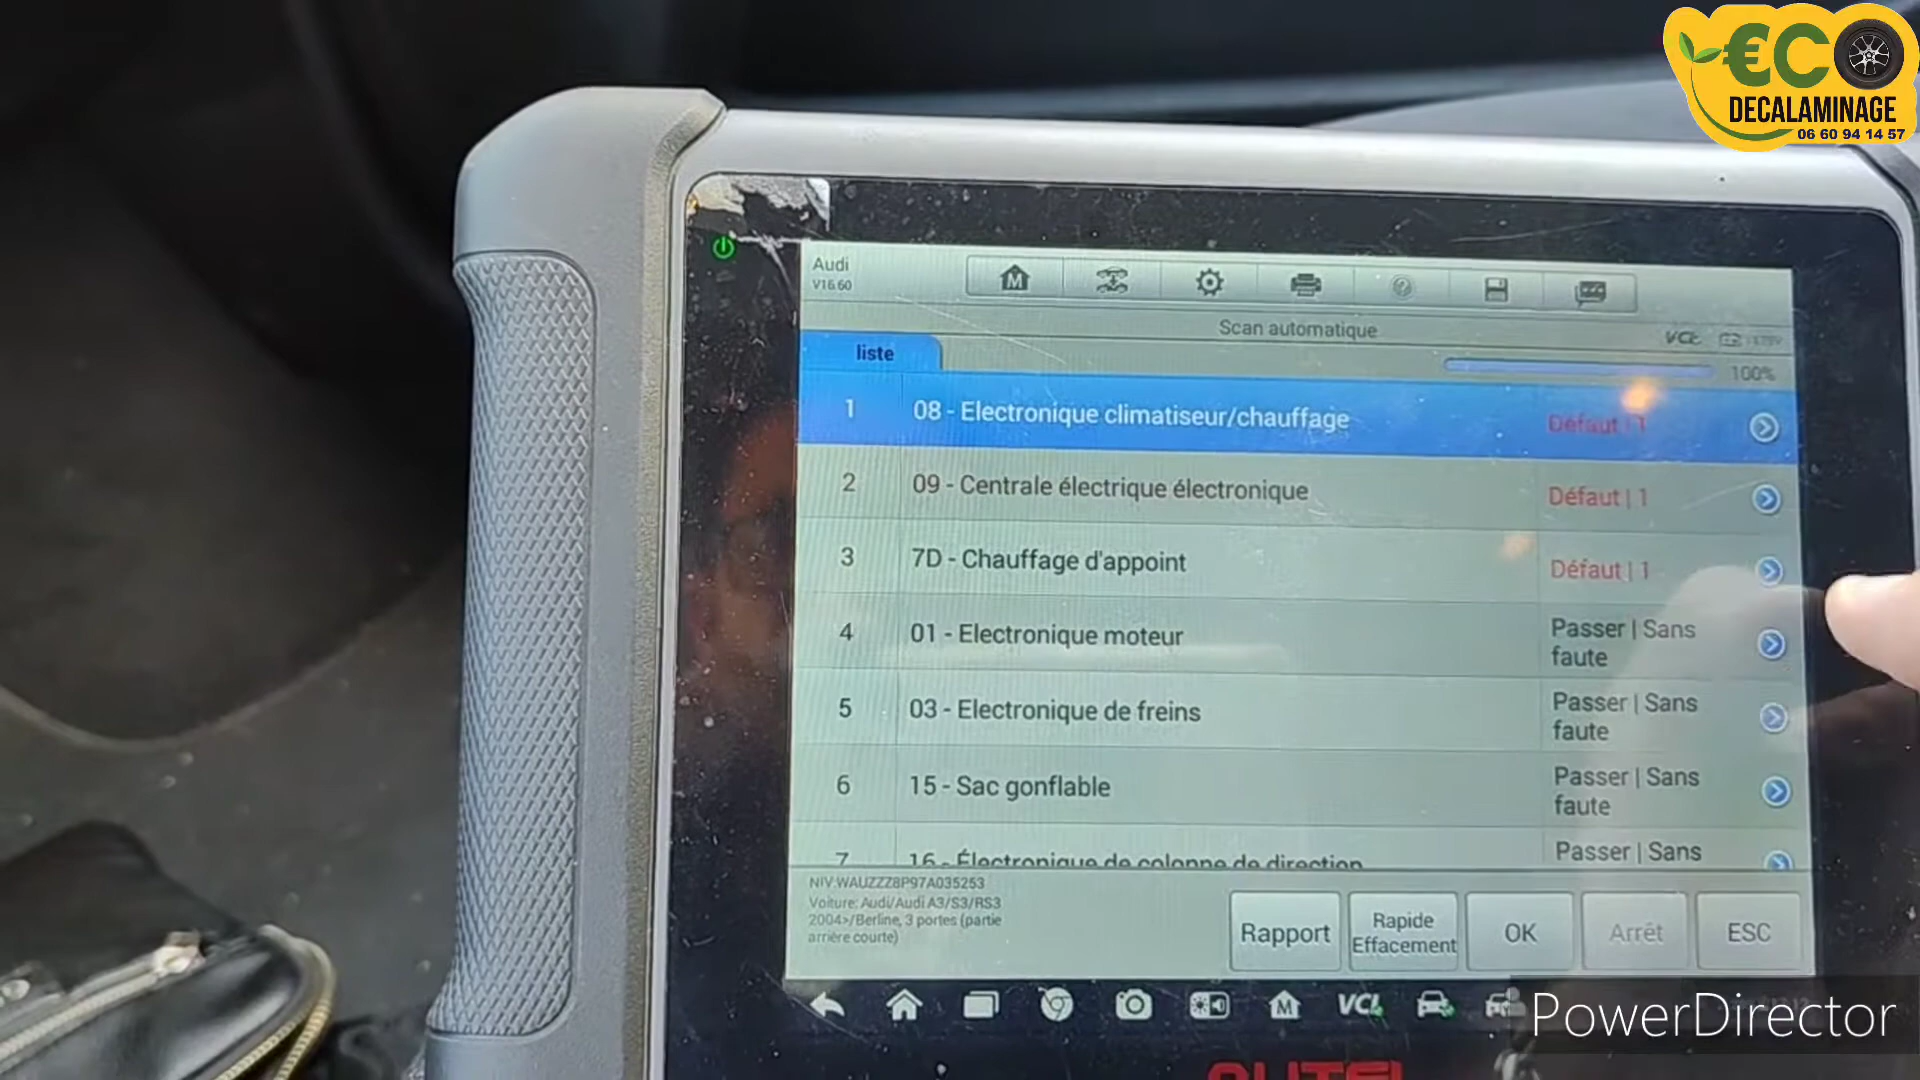 €CO
DECALAMINAGE
06 60 94 14 57
Audi
V16.60
Scan automatique
VCI
liste
100%
1 08 - Electronique climatiseur/chauffage Défaut | 1
2 09 - Centrale électrique électronique Défaut | 1
3 7D - Chauffage d'appoint Défaut | 1
4 01 - Electronique moteur Passer | Sans
faute
5 03 - Electronique de freins Passer | Sans
faute
6 15 - Sac gonflable Passer | Sans
faute
7 16 - Électronique de colonne de direction Passer | Sans
NIV:WAUZZZ8P97A035253
Voiture: Audi/Audi A3/S3/RS3
2004>/Berline, 3 portes (partie
arrière courte)
Rapport
Rapide
Effacement
OK
Arrêt
ESC
VCI
PowerDirector
AUTEL